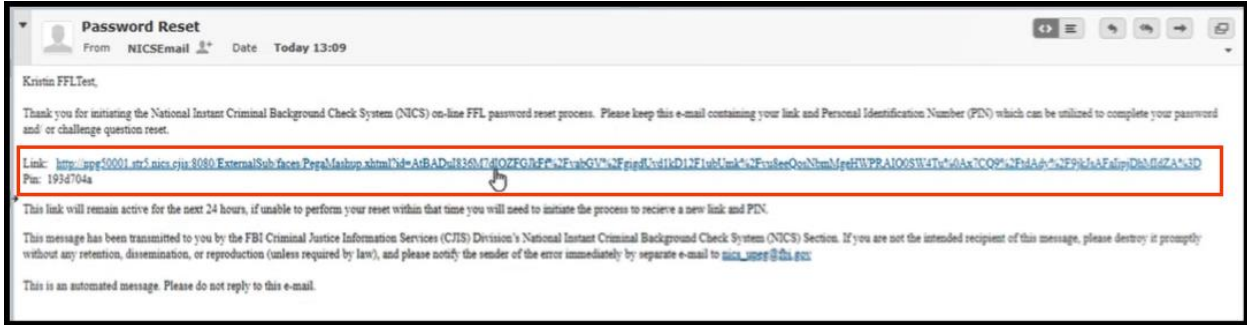 Password Reset
From NICSEmail Date Today 13:09
Kristin FFLTest,
Thank you for initiating the National Instant Criminal Background Check System (NICS) on-line FFL password reset process. Please keep this e-mail containing your link and Personal Identification Number (PIN) which can be utilized to complete your password
and/ or challenge question reset.
Link:
Pin: 193d704a
This link will remain active for the next 24 hours, if unable to perform your reset within that time you will need to initiate the process to recieve a new link and PIN.
This message has been transmitted to you by the FBI Criminal Justice Information Services (CJIS) Division's National Instant Criminal Background Check System (NICS) Section. If you are not the intended recipient of this message, please destroy it promptly
without any retention, dissemination, or reproduction (unless required by law), and please notify the sender of the error immediately by separate e-mail to
This is an automated message. Please do not reply to this e-mail.